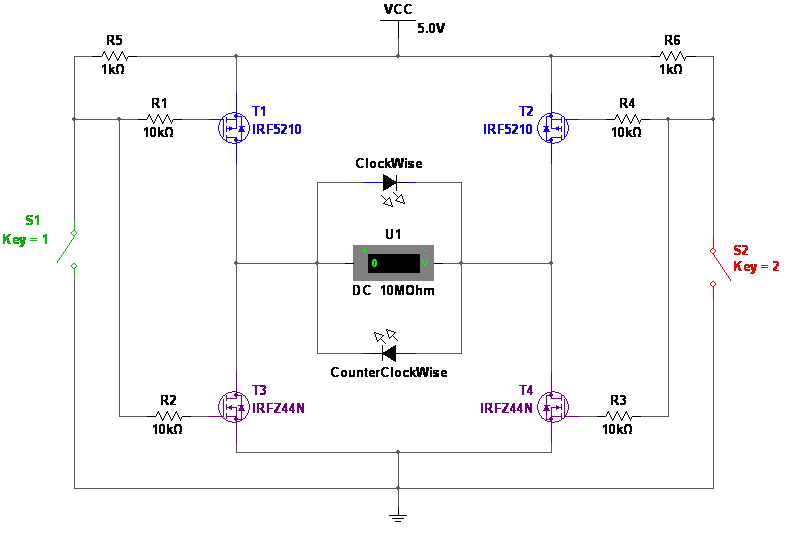 VCC
5.0V
R5
1kΩ
R6
1kΩ
R1
10kΩ
T1
IRF5210
T2
IRF5210
R4
10kΩ
ClockWise
S1
Key = 1
U1
+
-
0
V
DC 10MOhm
S2
Key = 2
CounterClockWise
R2
10kΩ
T3
IRFZ44N
T4
IRFZ44N
R3
10kΩ